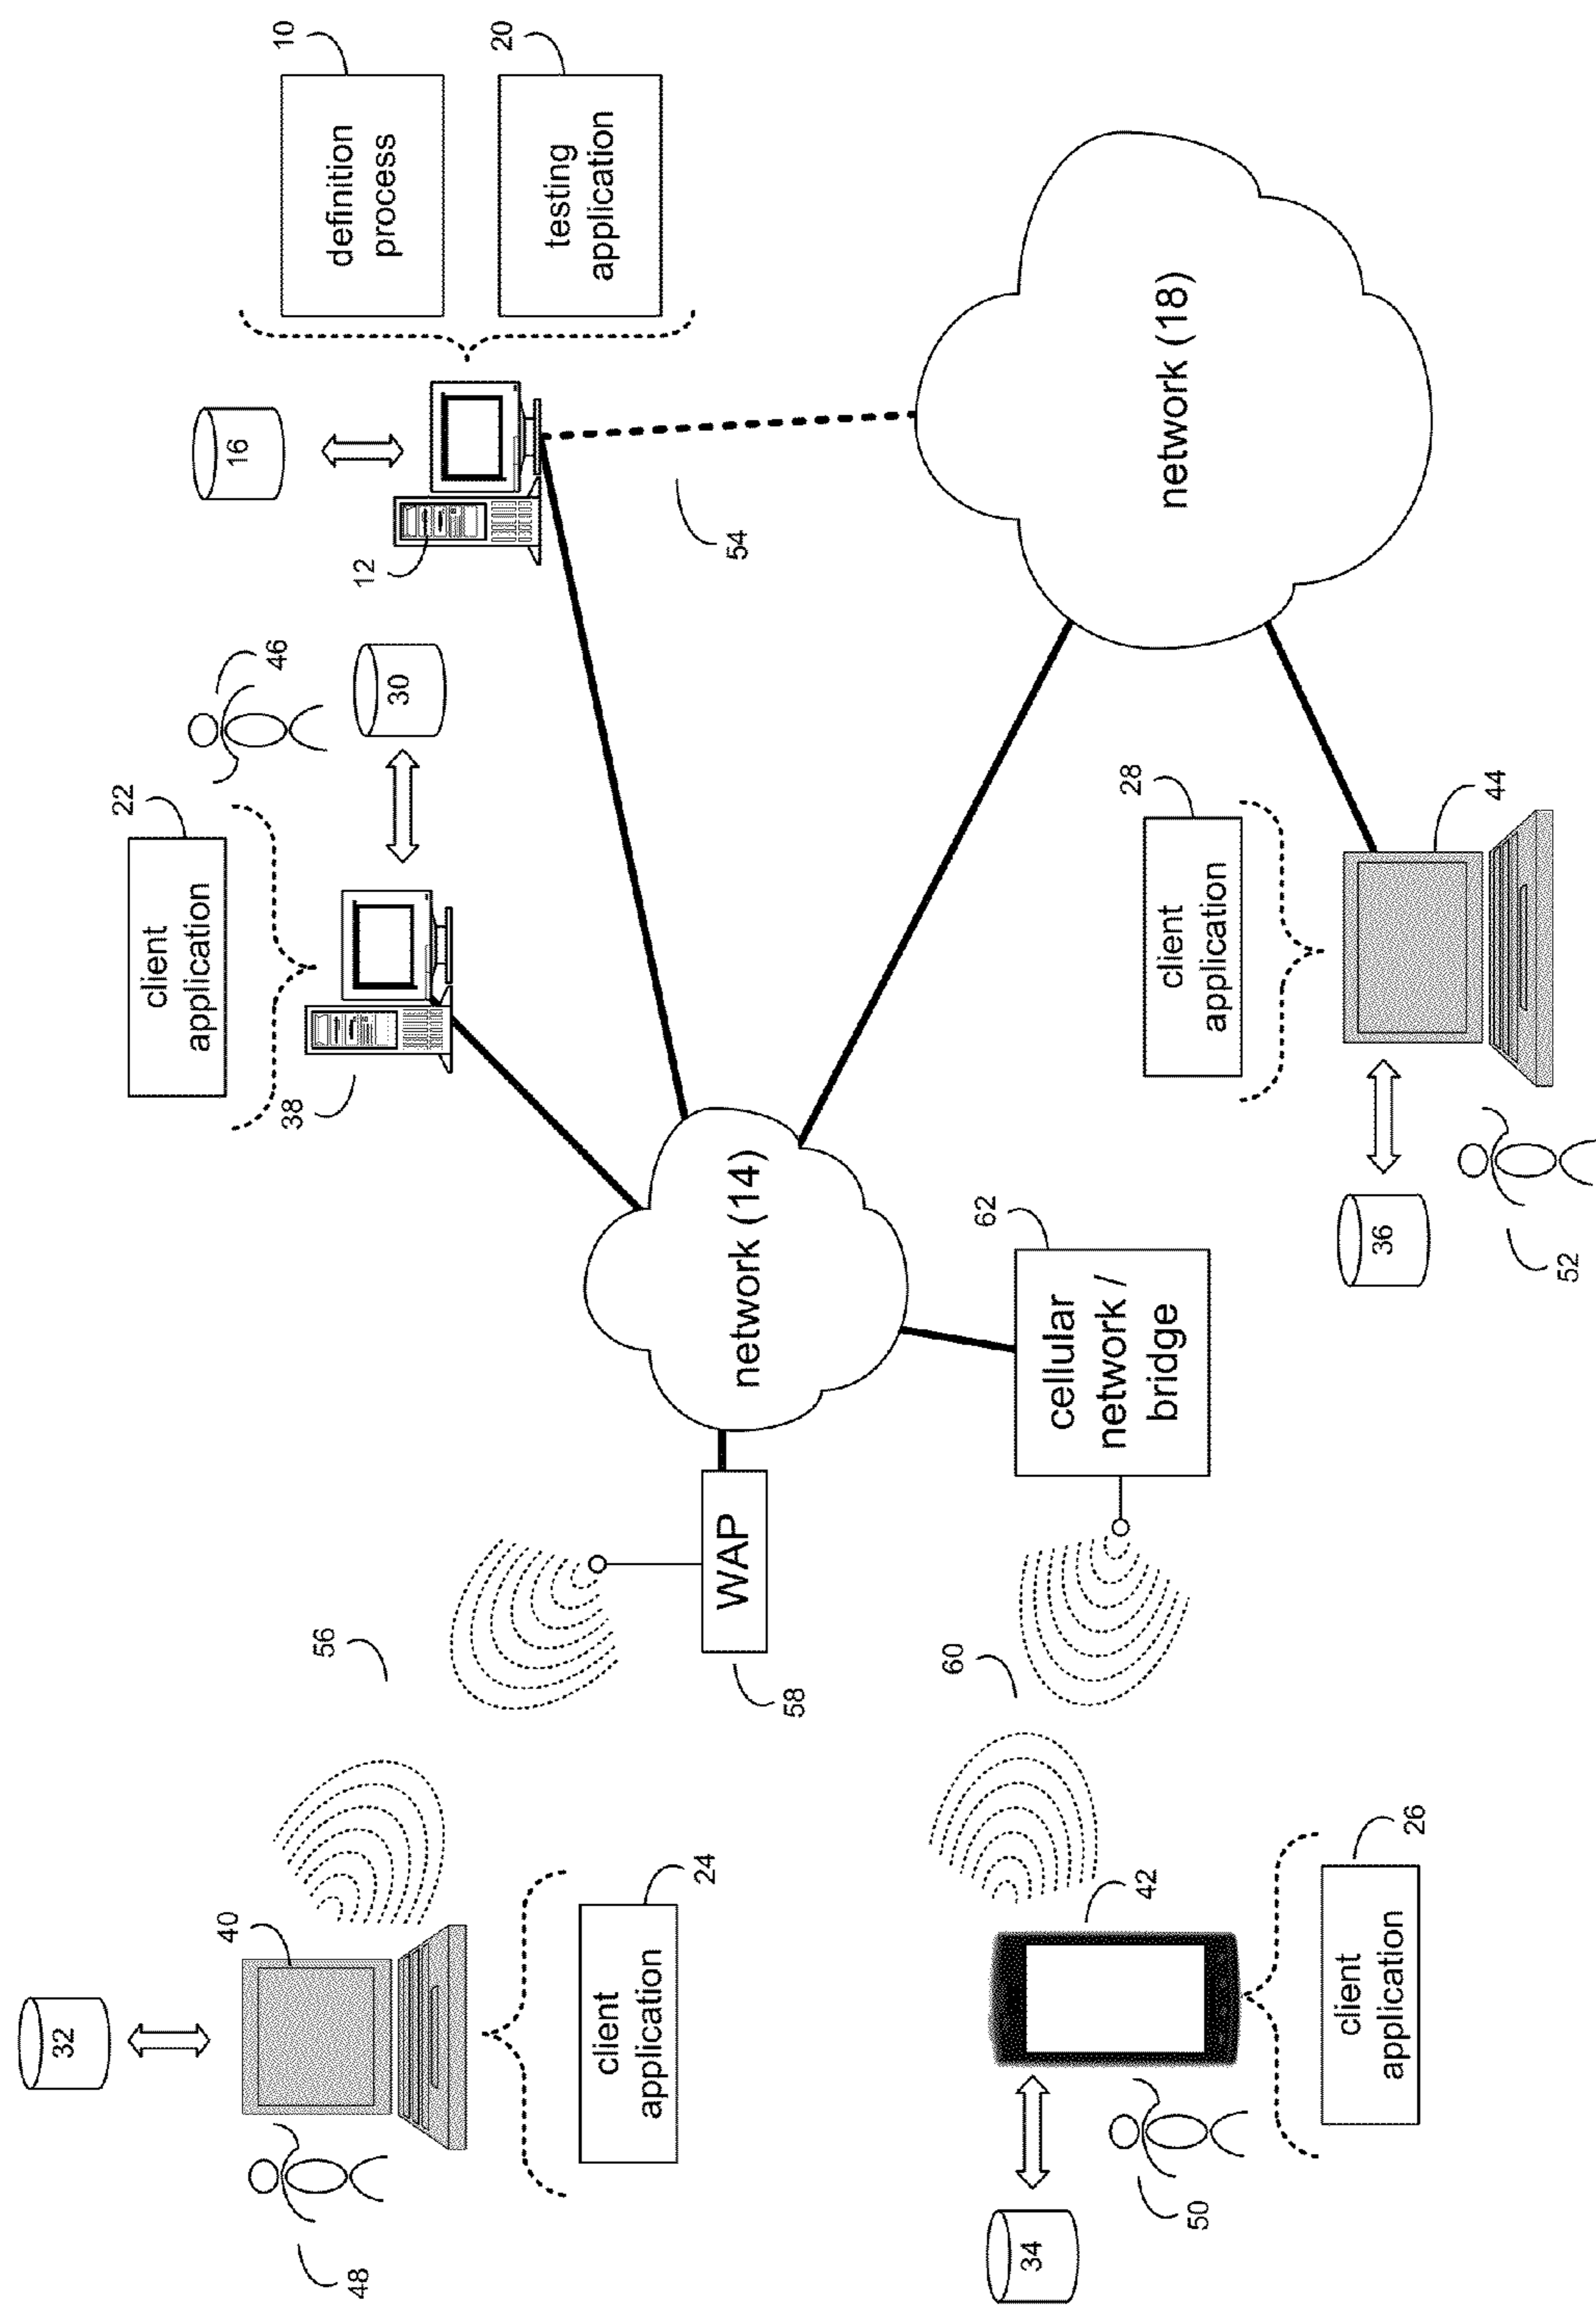 32
22
client
application
16
10
40
46
38
56
definition
process
48
12
30
20
testing
application
client
application
24
54
WAP
network (14)
58
60
62
34
cellular
network /
bridge
42
28
client
application
network (18)
50
client
application
26
36
44
52